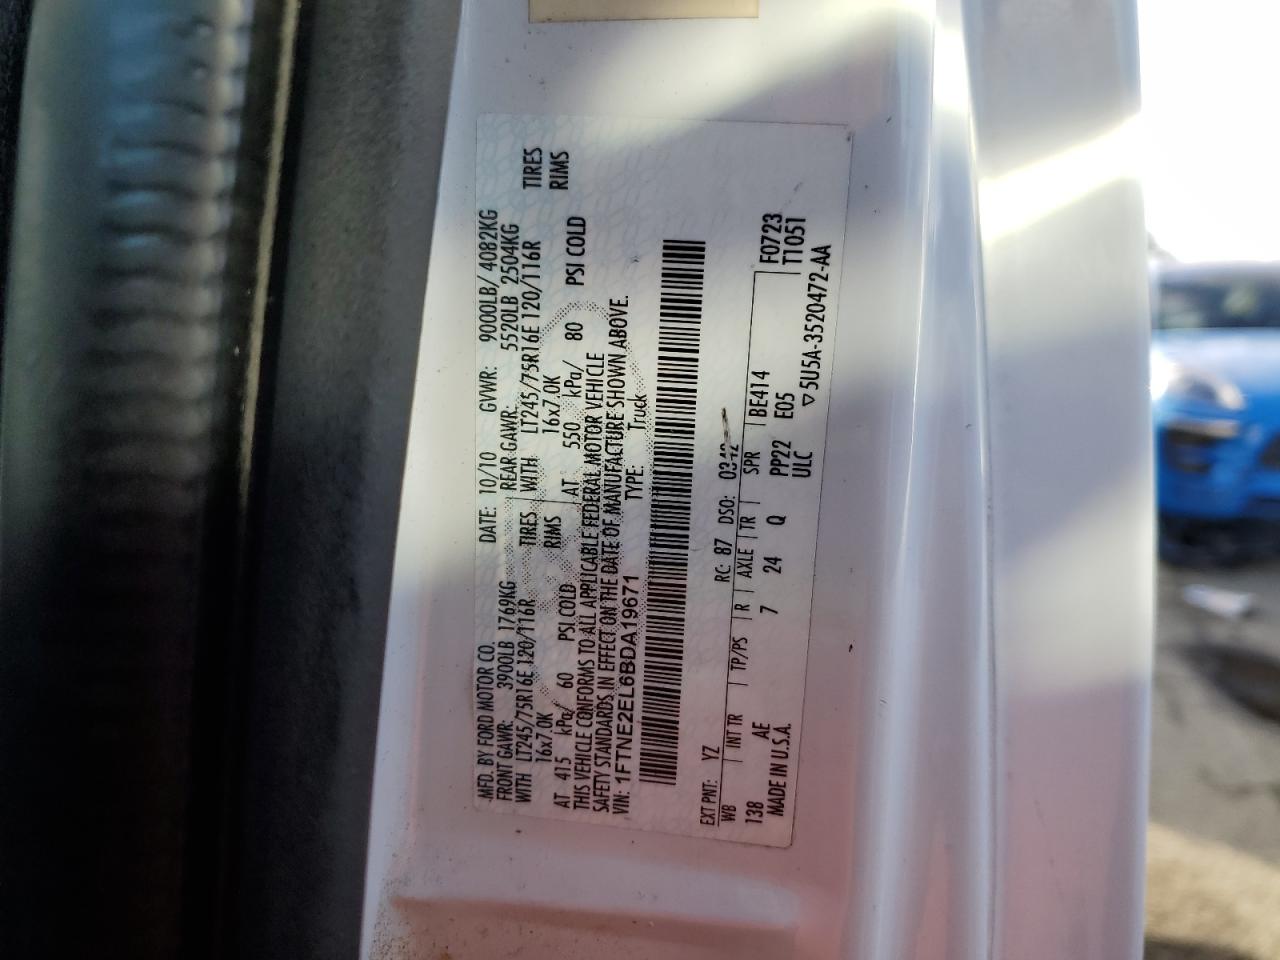 MFD. BY FORD MOTOR CO. DATE: 10/10 GVWR: 9000LB/4082KG
FRONT GAWR: 3900LB 1769KG REAR GAWR: 5520LB 2504KG
WITH LT245/75R16E 120/116R TIRES WITH LT245/75R16E 120/116R TIRES
16x7.0K RIMS 16x7.0K RIMS
AT 415 kPa/ 60 PSI COLD AT 550 kPa/ 80 PSI COLD
THIS VEHICLE CONFORMS TO ALL APPLICABLE FEDERAL MOTOR VEHICLE
SAFETY STANDARDS IN EFFECT ON THE DATE OF MANUFACTURE SHOWN ABOVE.
VIN: 1FTNE2EL6BDA19671 TYPE: Truck
EXT PNT: YZ RC: 87 DSO:
WB INT TR TP/PS R AXLE TR SPR BE414 F0723
138 AE 7 24 Q PP22 E05 TT051
MADE IN U.S.A. ULC ▽5U5A-3520472-AA